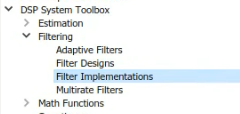 DSP System Toolbox
Estimation
Filtering
Adaptive Filters
Filter Designs
Filter Implementations
Multirate Filters
Math Functions